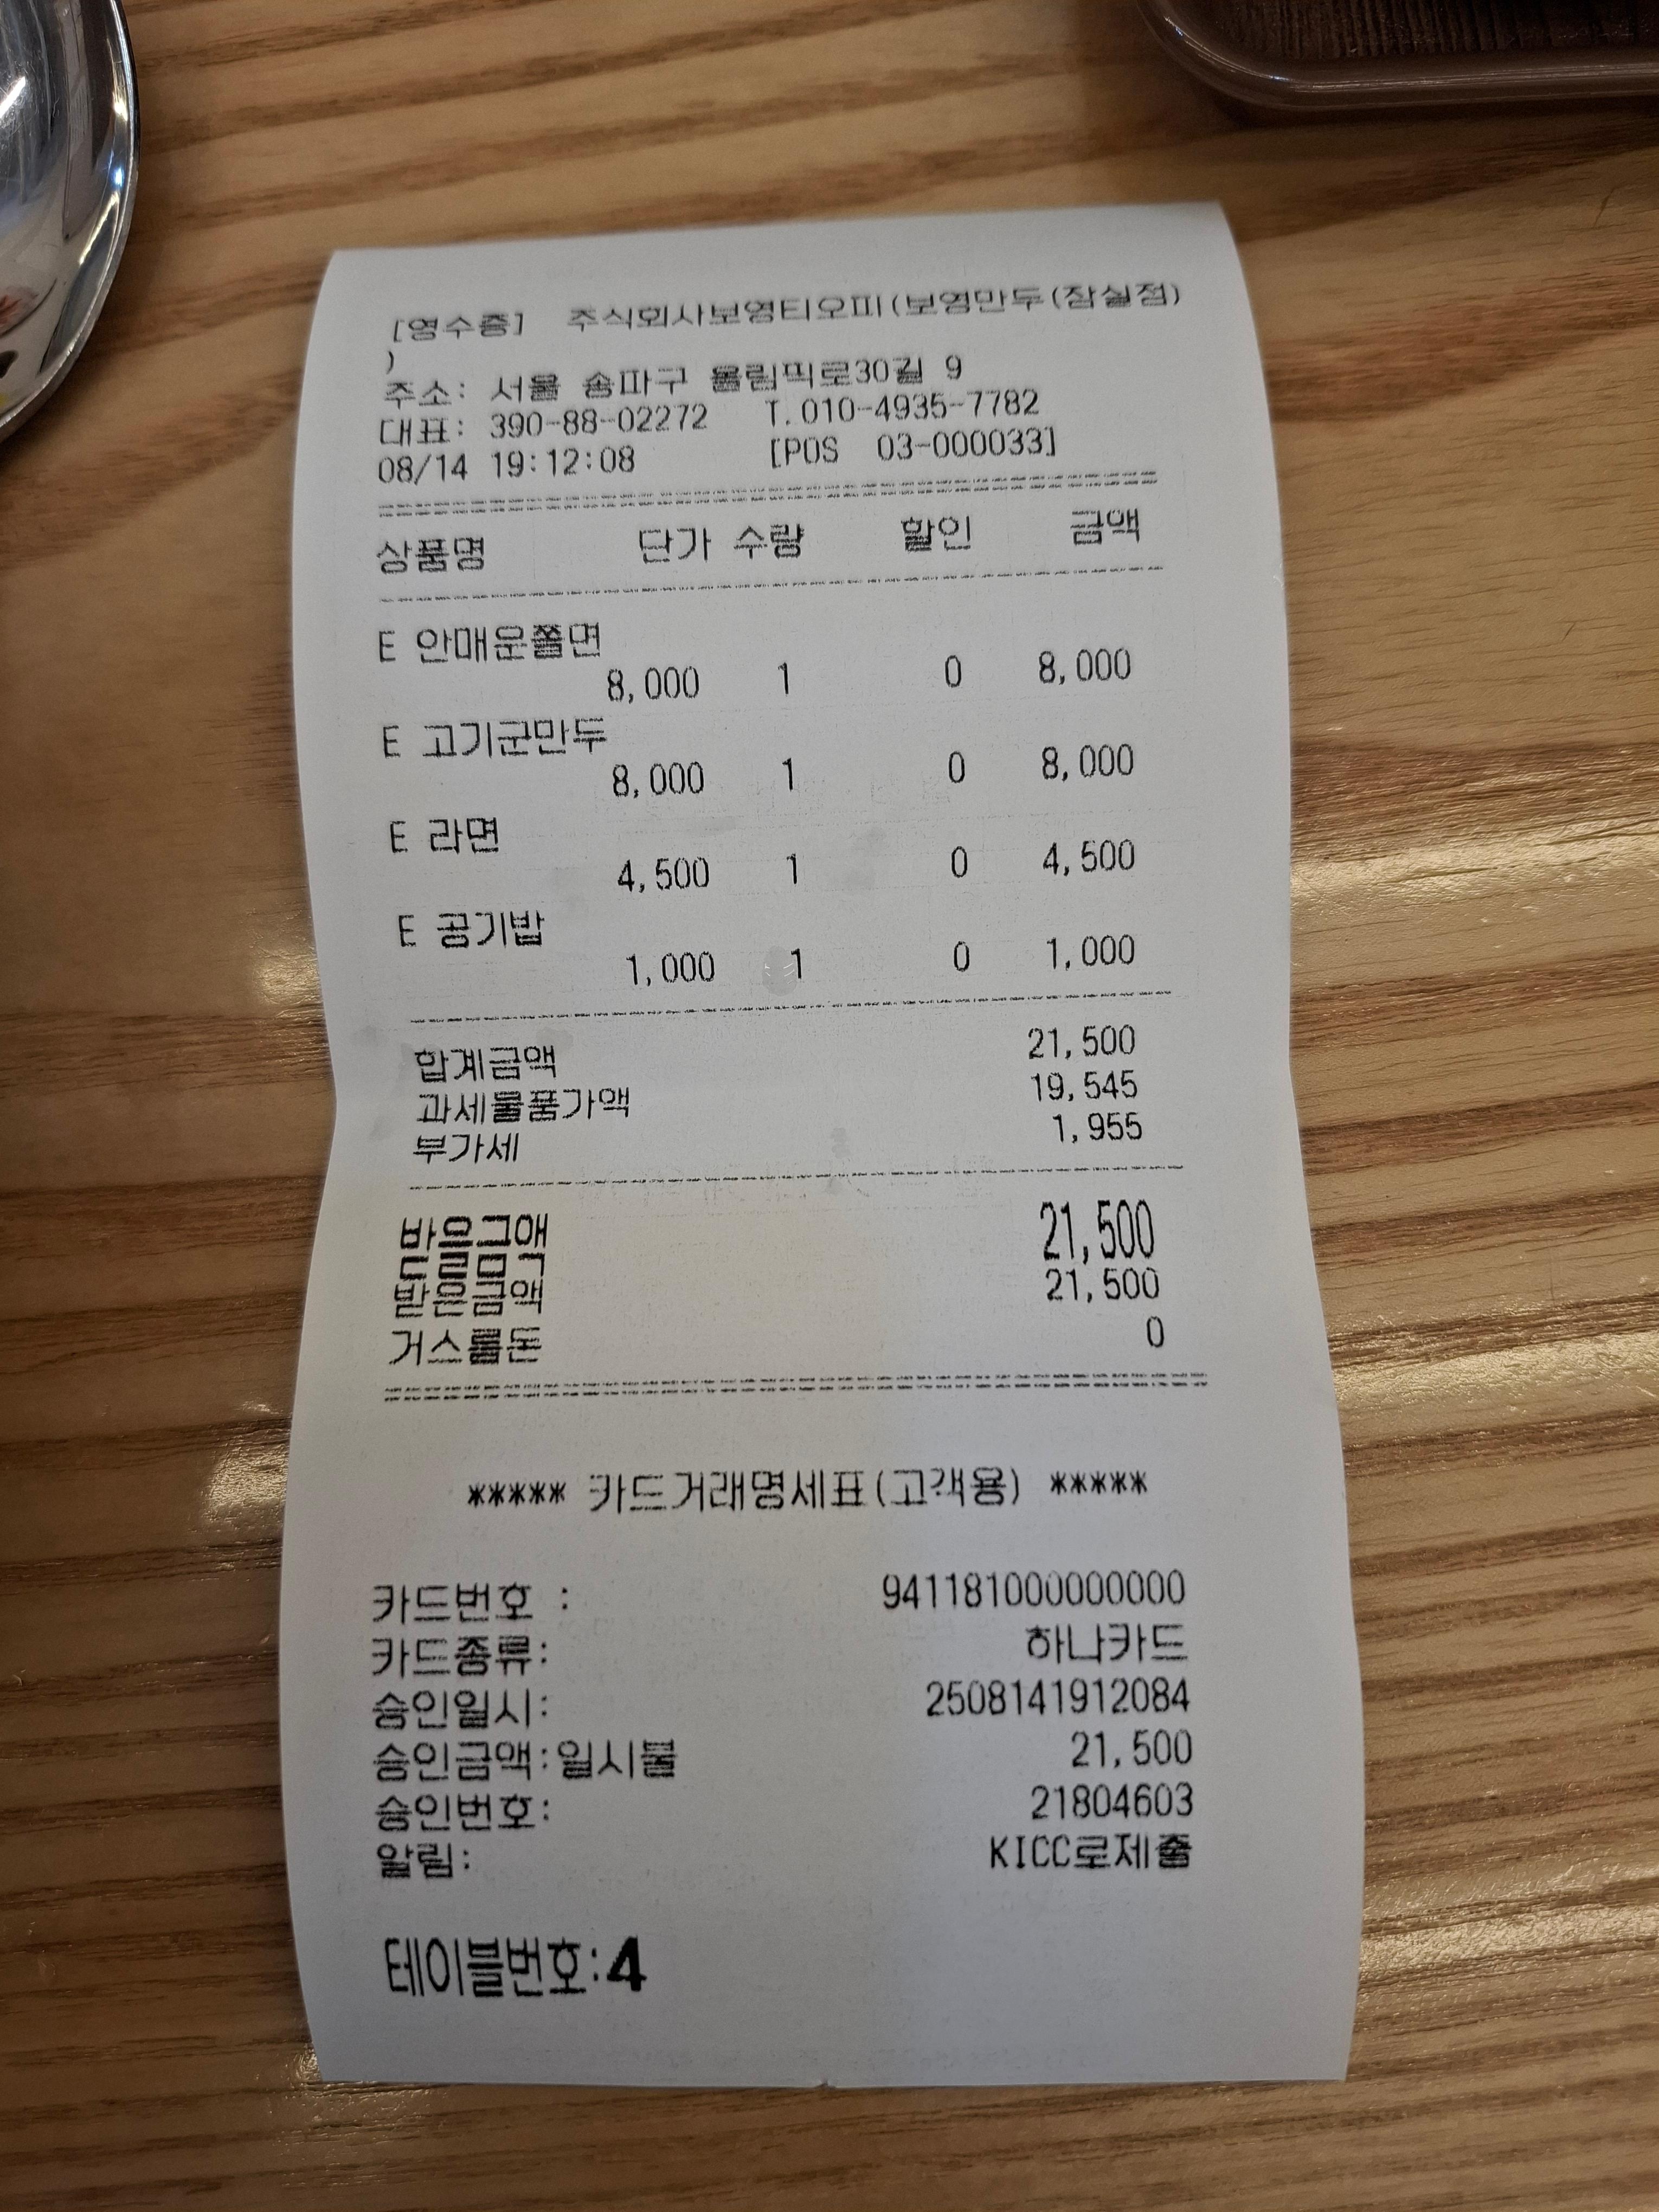 [영수증] 주식회사보영티오피(보영만두(잠실점)
)
주소: 서울 송파구 올림픽로30길 9
대표: 390-88-02272 T.010-4935-7782
08/14 19:12:08 [POS 03-000033]
상품명 단가 수량 할인 금액
E 안매운쫄면
8,000 1 0 8,000
E 고기군만두
8,000 1 0 8,000
E 라면
4,500 1 0 4,500
E 공기밥
1,000 1 0 1,000
합계금액 21,500
과세물품가액 19,545
부가세 1,955
받을금액 21,500
받은금액 21,500
거스름돈 0
***** 카드거래명세표(고객용) *****
카드번호 : 941181000000000
카드종류: 하나카드
승인일시: 2508141912084
승인금액:일시불 21,500
승인번호: 21804603
알림: KICC로제출
테이블번호:4